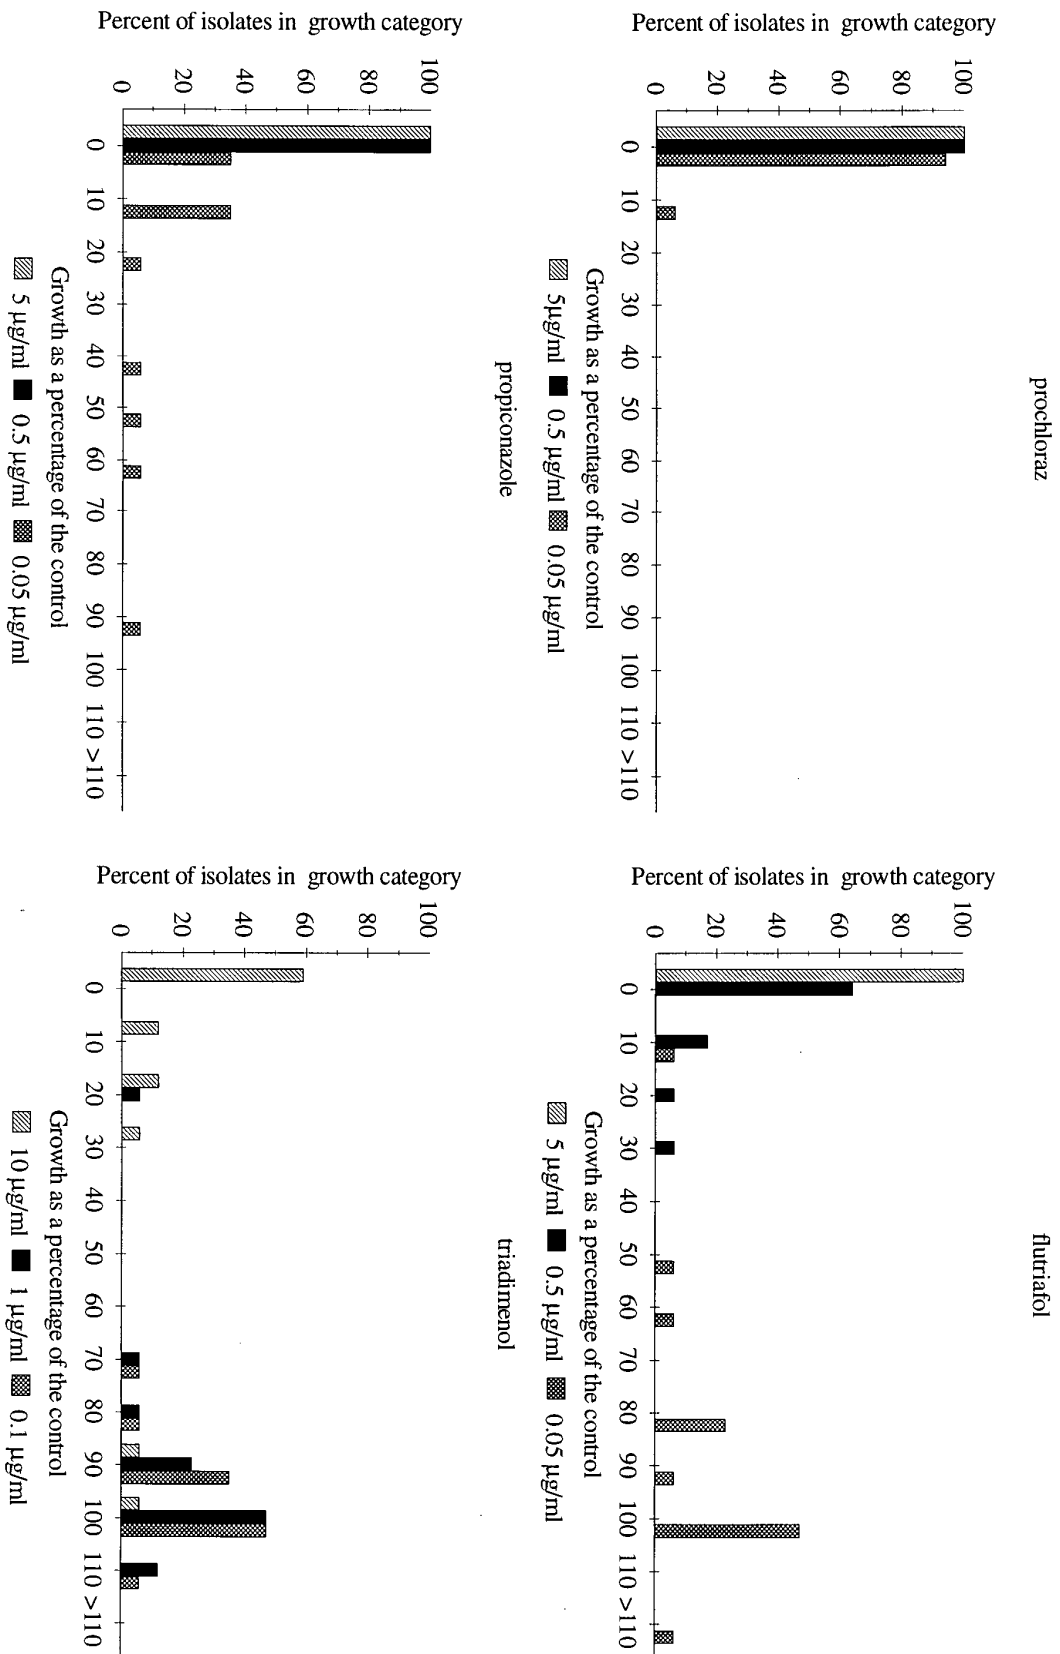 prochloraz
Percent of isolates in growth category
100
80
60
40
20
0
0 10 20 30 40 50 60 70 80 90 100 110 >110
Growth as a percentage of the control
5µg/ml 0.5 µg/ml 0.05 µg/ml
flutriafol
Percent of isolates in growth category
100
80
60
40
20
0
0 10 20 30 40 50 60 70 80 90 100 110 >110
Growth as a percentage of the control
5 µg/ml 0.5 µg/ml 0.05 µg/ml
propiconazole
Percent of isolates in growth category
100
80
60
40
20
0
0 10 20 30 40 50 60 70 80 90 100 110 >110
Growth as a percentage of the control
5 µg/ml 0.5 µg/ml 0.05 µg/ml
triadimenol
Percent of isolates in growth category
100
80
60
40
20
0
0 10 20 30 40 50 60 70 80 90 100 110 >110
Growth as a percentage of the control
10 µg/ml 1 µg/ml 0.1 µg/ml